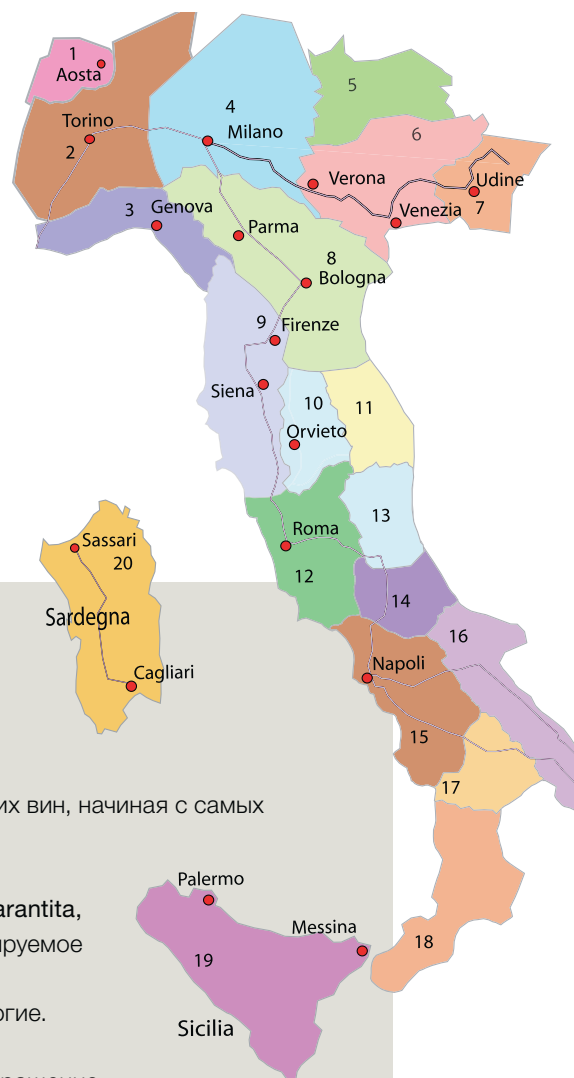 1
Aosta
5
4
Torino
6
Milano
2
Verona
Udine
3
Genova
Venezia
7
Parma
8
Bologna
9
Firenze
Siena
10
11
Orvieto
13
Roma
Sassari
20
12
14
Sardegna
16
Napoli
Cagliari
15
17
их вин, начиная с самых
Palermo
arantita,
Messina
18
19
огие.
Sicilia